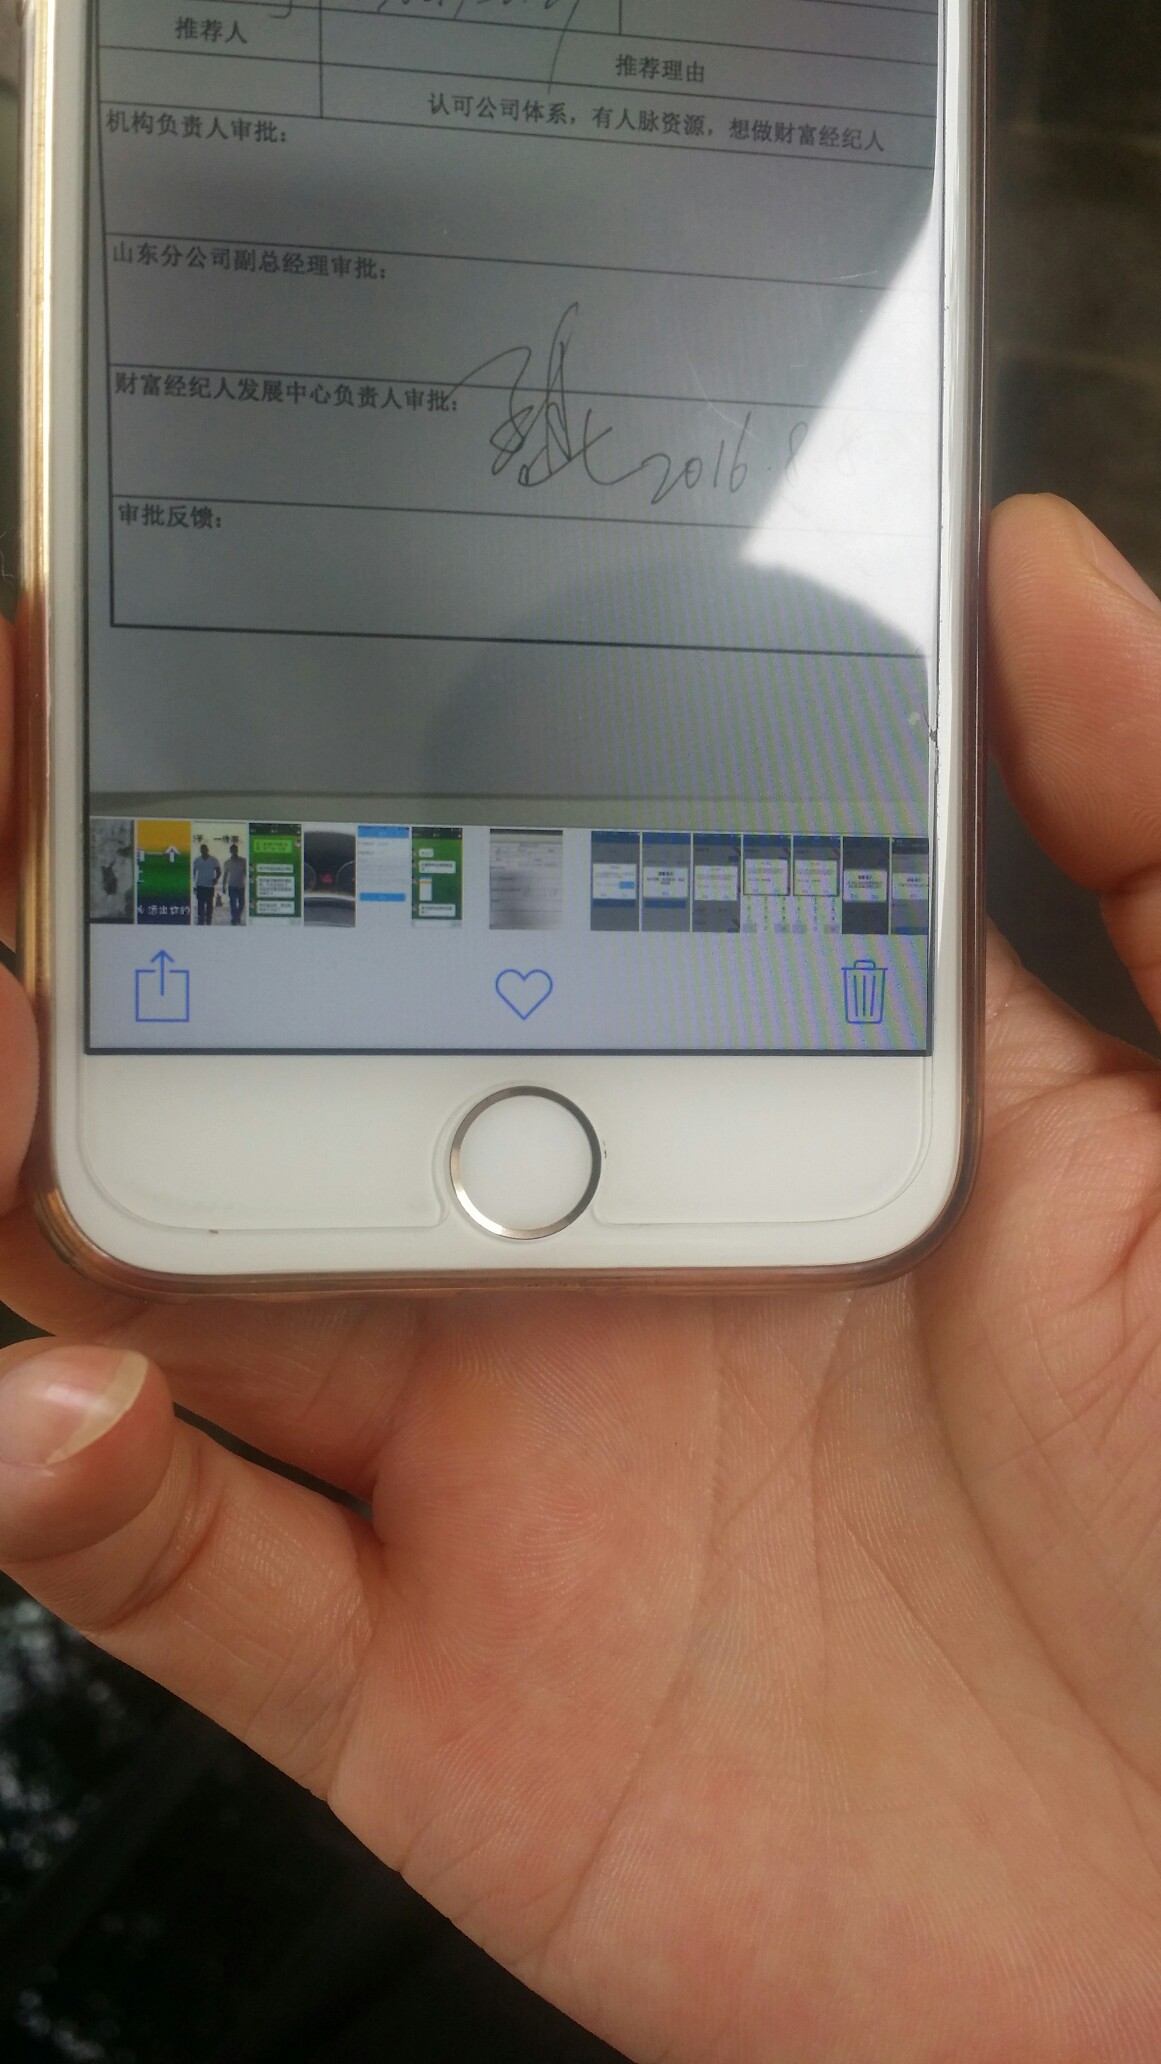 推荐人
推荐理由
认可公司体系，有人脉资源，想做财富经纪人
机构负责人审批：
山东分公司副总经理审批：
财富经纪人发展中心负责人审批：
2016.8.8
审批反馈：